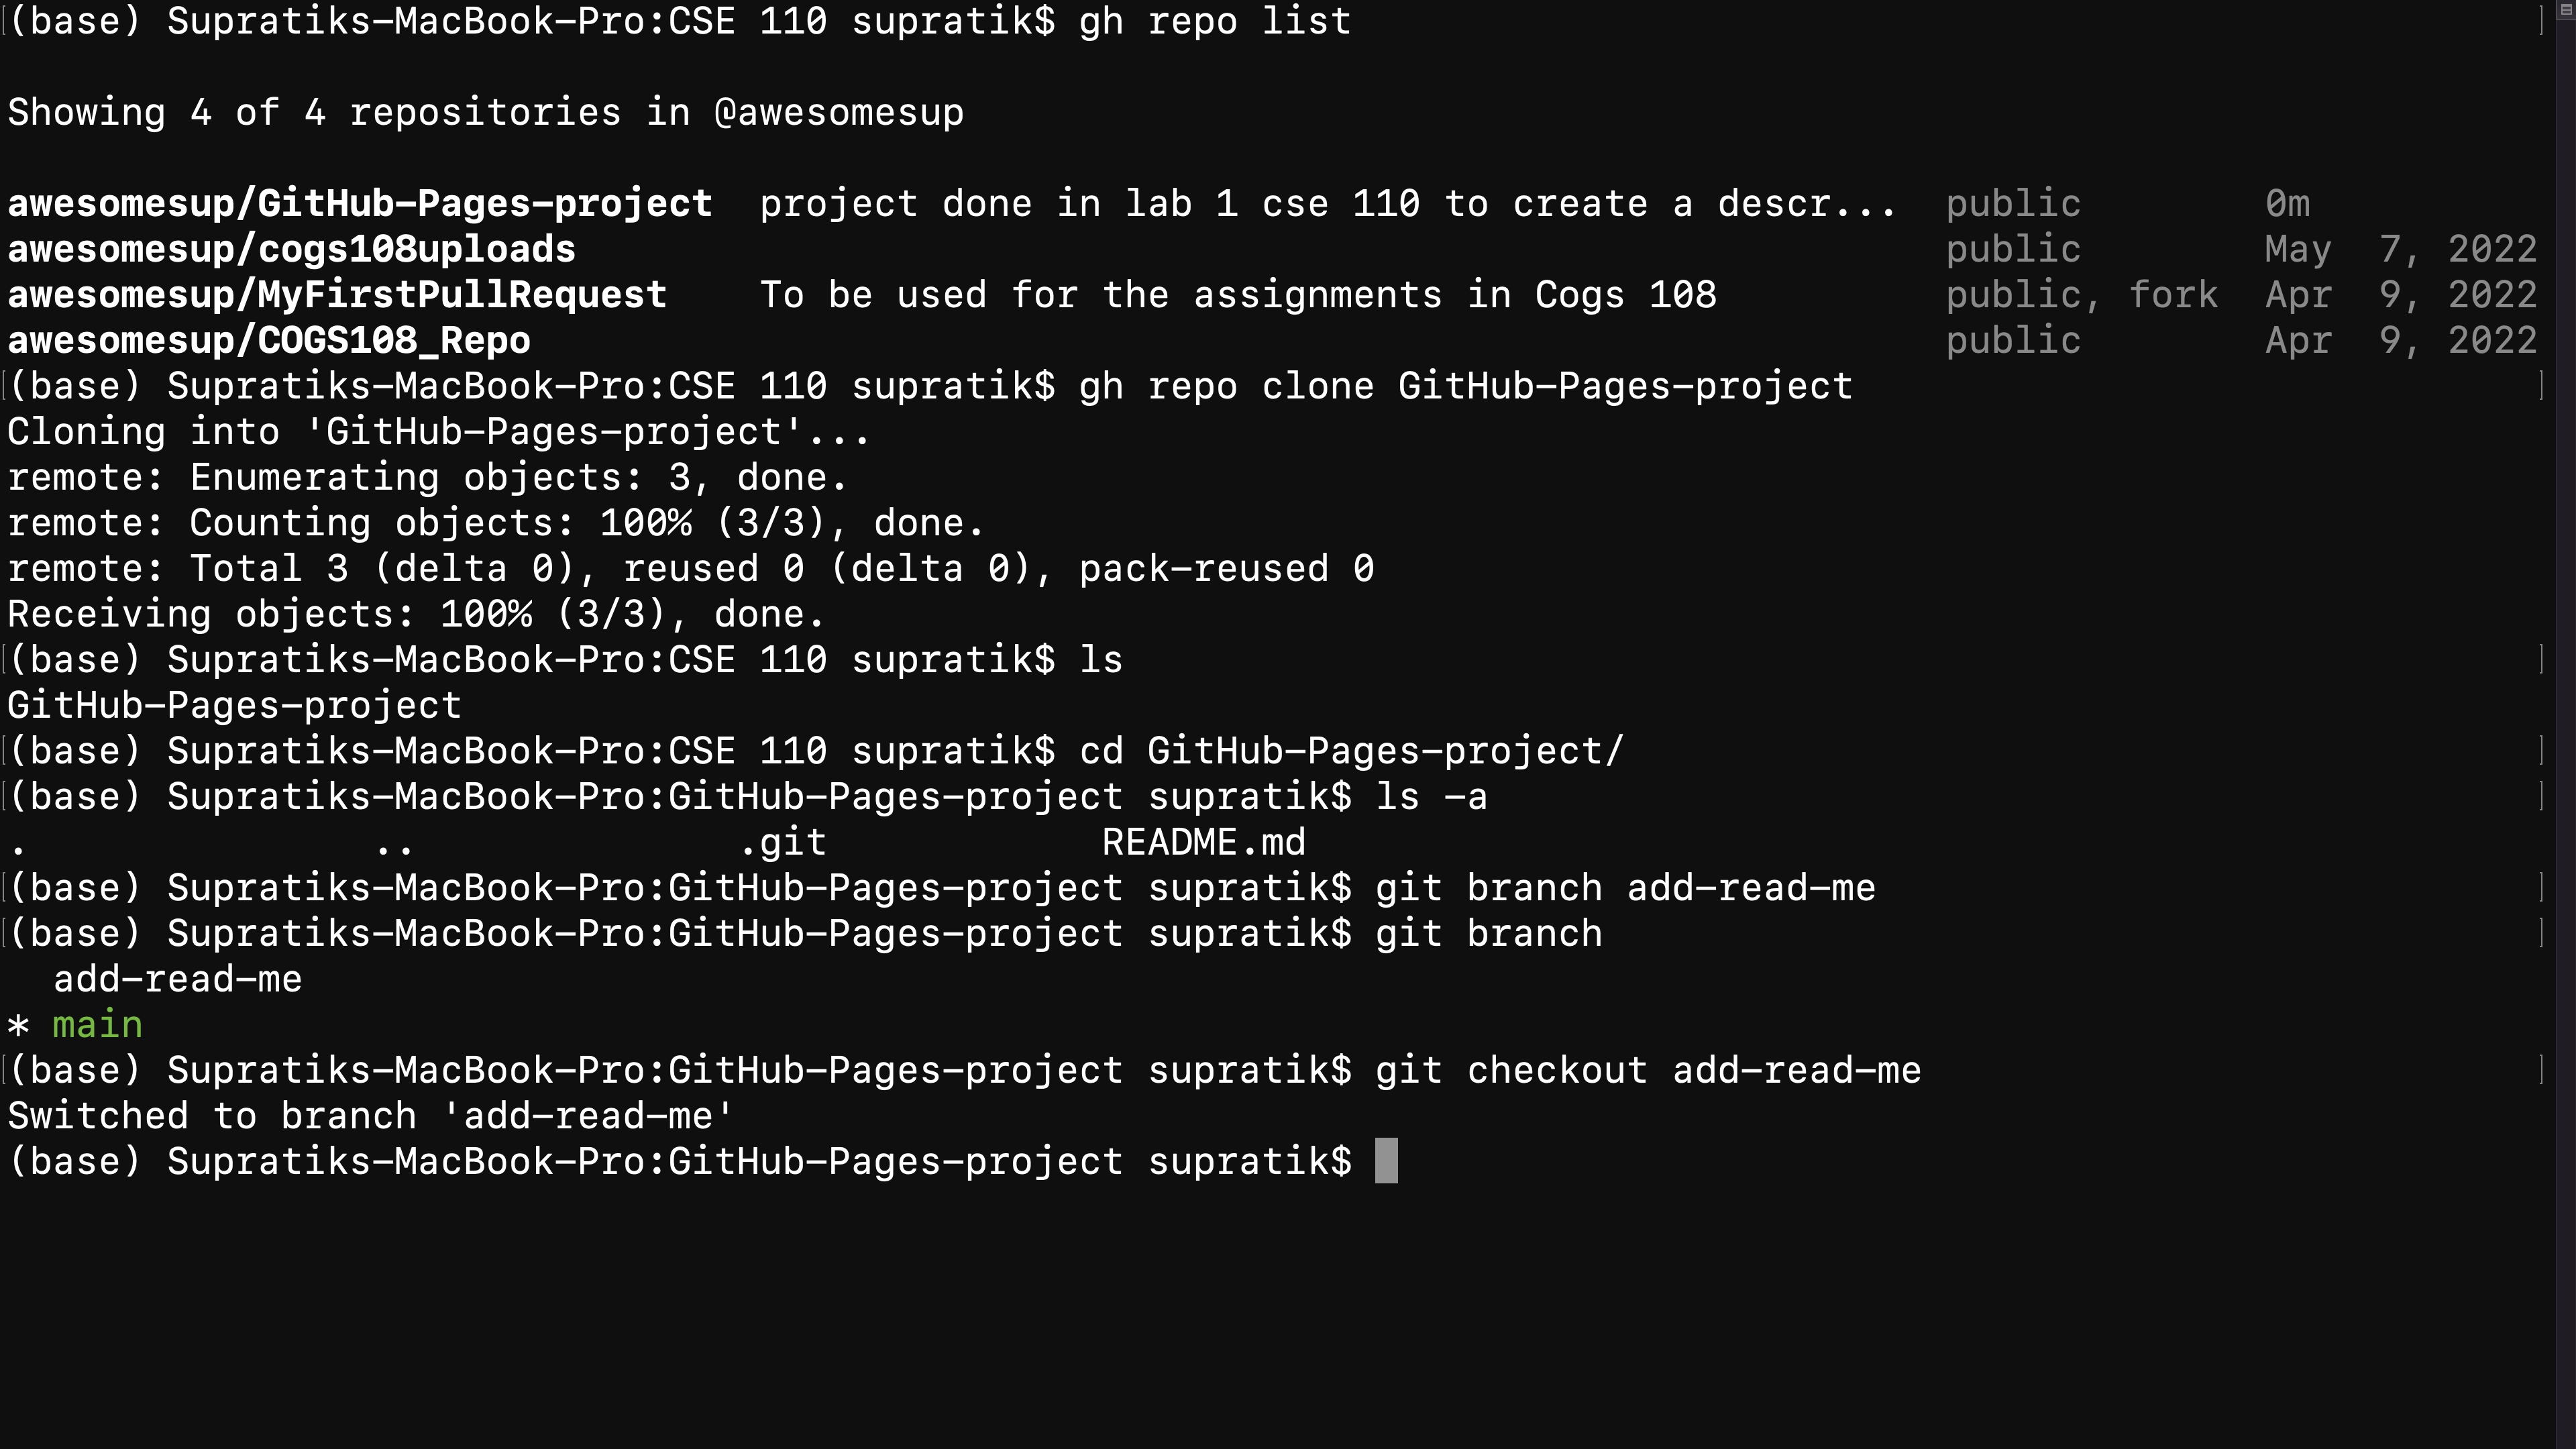 (base) Supratiks-MacBook-Pro:CSE 110 supratik$ gh repo list
Showing 4 of 4 repositories in @awesomesup
awesomesup/GitHub-Pages-project  project done in lab 1 cse 110 to create a descr...  public        0m
awesomesup/cogs108uploads                                                            public        May  7, 2022
awesomesup/MyFirstPullRequest    To be used for the assignments in Cogs 108          public, fork  Apr  9, 2022
awesomesup/COGS108_Repo                                                              public        Apr  9, 2022
(base) Supratiks-MacBook-Pro:CSE 110 supratik$ gh repo clone GitHub-Pages-project
Cloning into 'GitHub-Pages-project'...
remote: Enumerating objects: 3, done.
remote: Counting objects: 100% (3/3), done.
remote: Total 3 (delta 0), reused 0 (delta 0), pack-reused 0
Receiving objects: 100% (3/3), done.
(base) Supratiks-MacBook-Pro:CSE 110 supratik$ ls
GitHub-Pages-project
(base) Supratiks-MacBook-Pro:CSE 110 supratik$ cd GitHub-Pages-project/
(base) Supratiks-MacBook-Pro:GitHub-Pages-project supratik$ ls -a
.               ..              .git            README.md
(base) Supratiks-MacBook-Pro:GitHub-Pages-project supratik$ git branch add-read-me
(base) Supratiks-MacBook-Pro:GitHub-Pages-project supratik$ git branch
  add-read-me
* main
(base) Supratiks-MacBook-Pro:GitHub-Pages-project supratik$ git checkout add-read-me
Switched to branch 'add-read-me'
(base) Supratiks-MacBook-Pro:GitHub-Pages-project supratik$